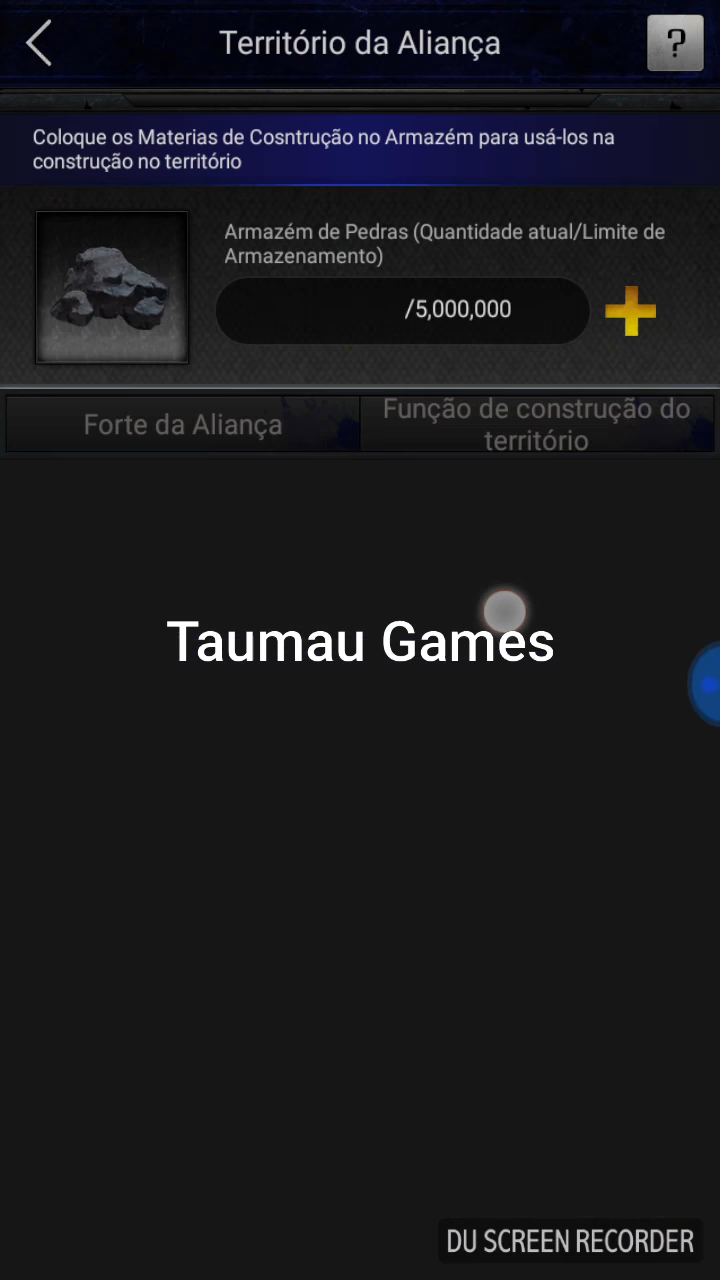 Território da Aliança
?
Coloque os Materias de Cosntrução no Armazém para usá-los na
construção no território
Armazém de Pedras (Quantidade atual/Limite de
Armazenamento)
/5,000,000
Forte da Aliança
Função de construção do
território
Taumau Games
DU SCREEN RECORDER